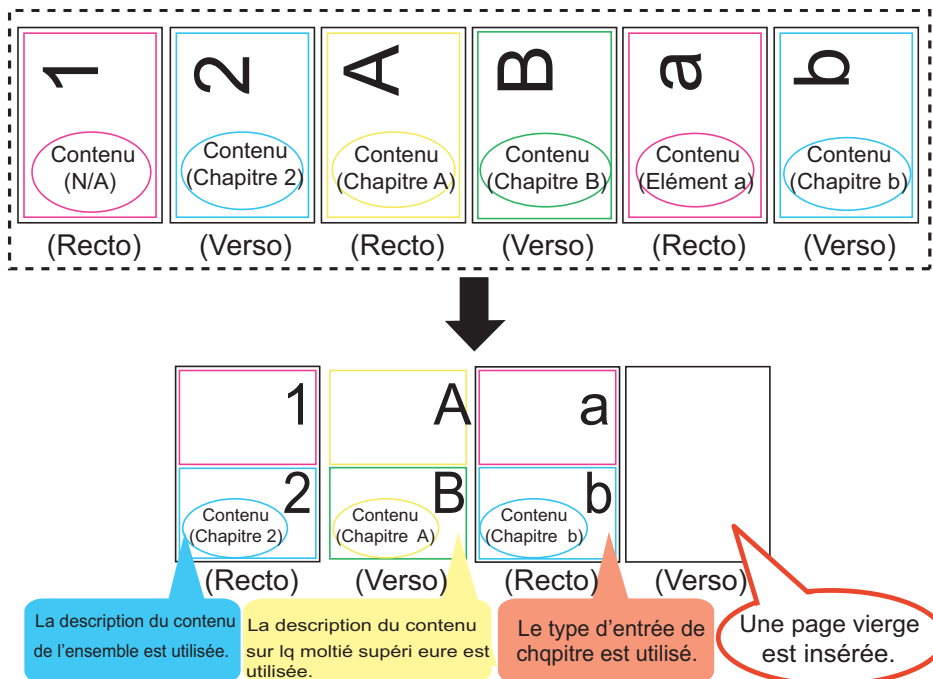 1
2
A
B
a
b
Contenu
(N/A)
Contenu
(Chapitre 2)
Contenu
(Chapitre A)
Contenu
(Chapitre B)
Contenu
(Elément a)
Contenu
(Chapitre b)
(Recto)
(Verso)
(Recto)
(Verso)
(Recto)
(Verso)
1
A
a
2
B
b
Contenu
(Chapitre 2)
Contenu
(Chapitre A)
Contenu
(Chapitre b)
(Recto)
(Verso)
(Recto)
(Verso)
La description du contenu
de l'ensemble est utilisée.
La description du contenu
sur lq moltié supéri eure est
utilisée.
Le type d'entrée de
chqpitre est utilisé.
Une page vierge
est insérée.